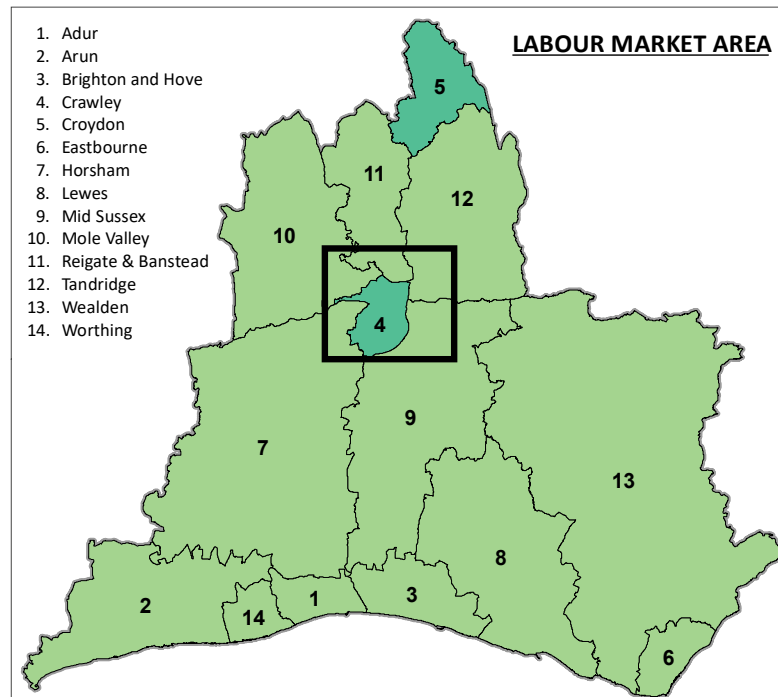 LABOUR MARKET AREA
1. Adur
2. Arun
3. Brighton and Hove
4. Crawley
5. Croydon
6. Eastbourne
7. Horsham
8. Lewes
9. Mid Sussex
10. Mole Valley
11. Reigate & Banstead
12. Tandridge
13. Wealden
14. Worthing
5
11
12
10
4
9
7
13
8
2
14
1
3
6